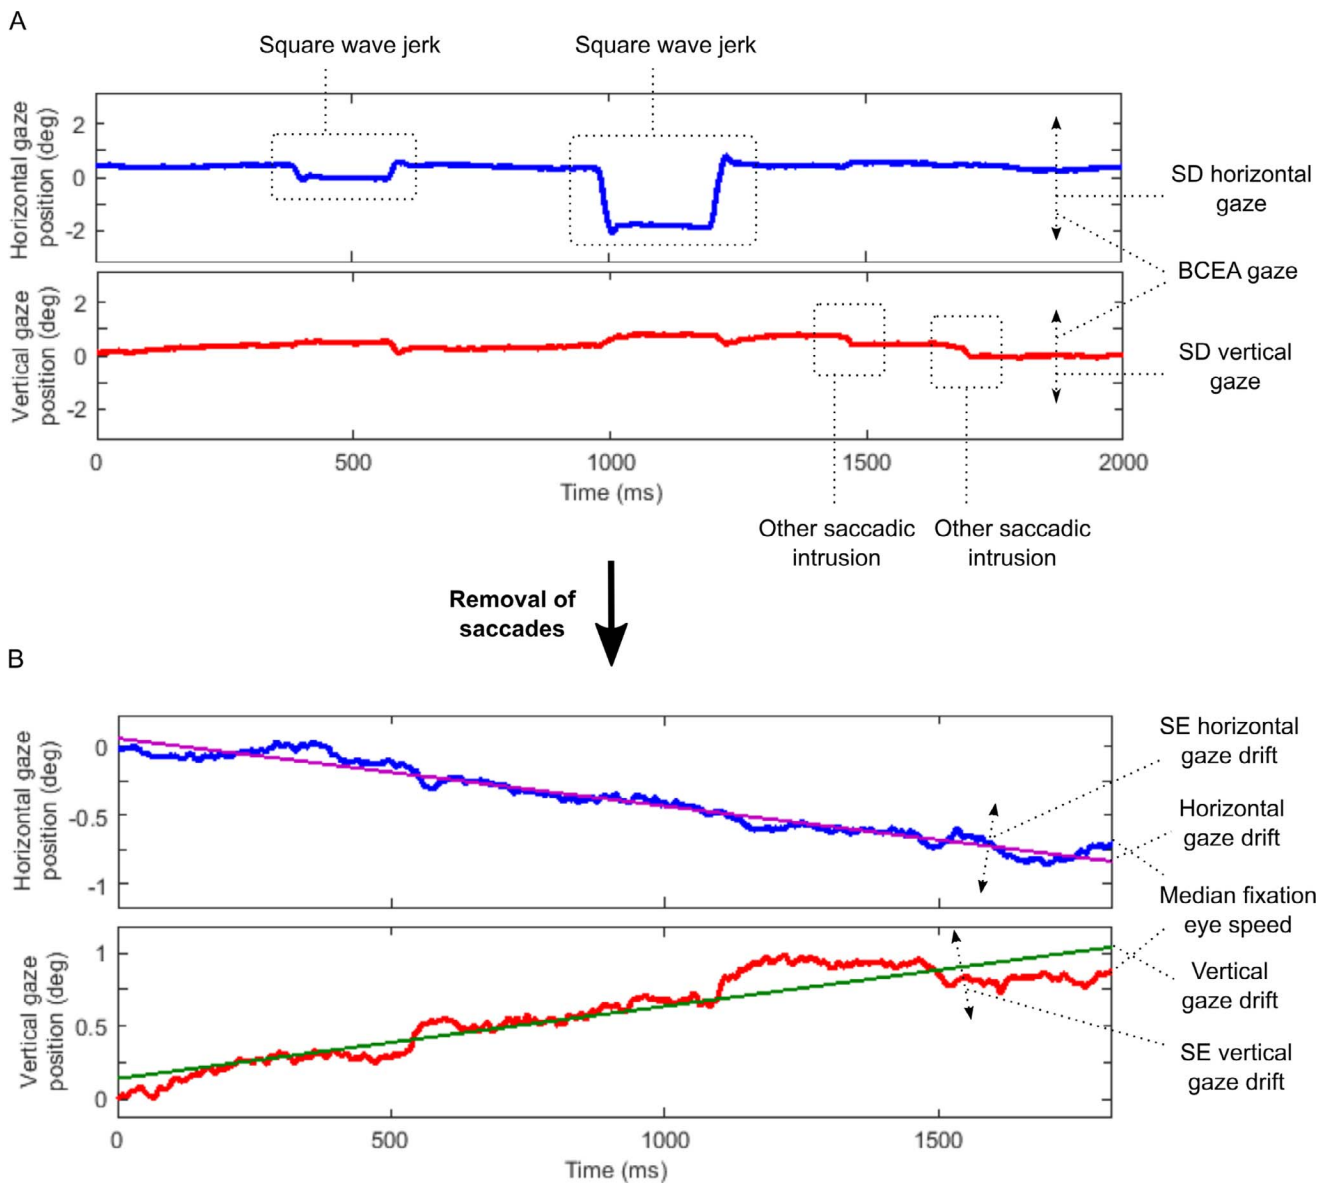 A
Square wave jerk
Square wave jerk
Horizontal gaze
position (deg)
2
0
-2
SD horizontal
gaze
BCEA gaze
Vertical gaze
position (deg)
2
0
-2
SD vertical
gaze
0
500
1000
1500
2000
Time (ms)
Other saccadic
intrusion
Other saccadic
intrusion
Removal of
saccades
B
Horizontal gaze
position (deg)
0
-0.5
-1
SE horizontal
gaze drift
Horizontal
gaze drift
Median fixation
eye speed
Vertical gaze
position (deg)
1
0.5
0
Vertical
gaze drift
SE vertical
gaze drift
0
500
1000
1500
Time (ms)